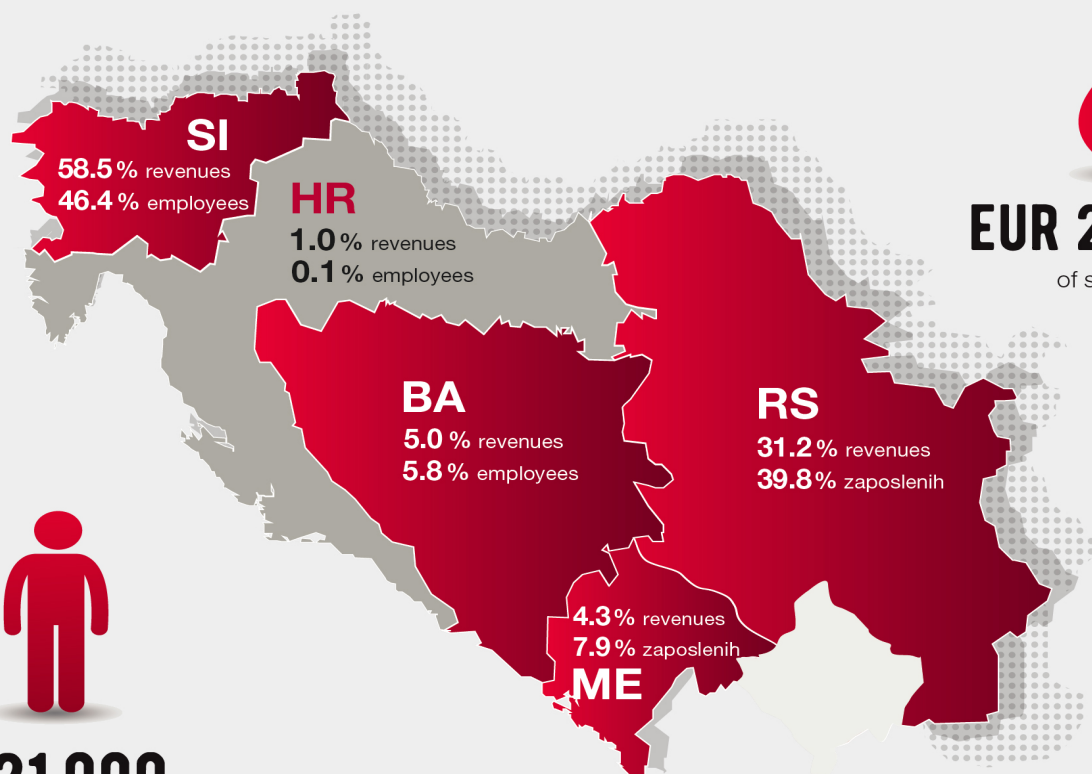 SI
58.5% revenues
46.4% employees
HR
1.0% revenues
0.1% employees
EUR
of
BA
5.0% revenues
5.8% employees
RS
31.2% revenues
39.8% zaposlenih
4.3% revenues
7.9% zaposlenih
ME